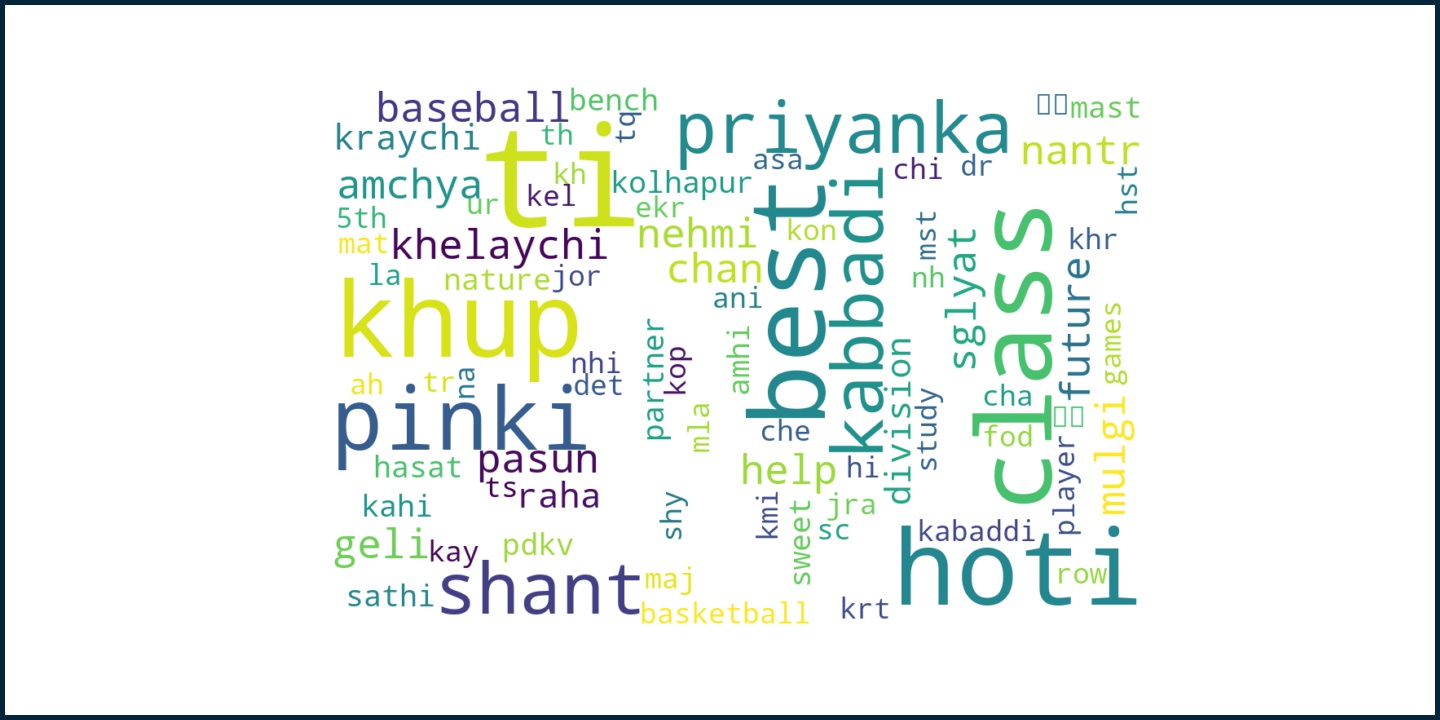 baseball
bench
priyanka
mast
kraychi
th
tq
ti
asa
chi
dr
nantr
amchya
kh
kel
kolhapur
hst
5th
ur
ekr
best
kabbadi
mat
khelaychi
nehmi
kon
mst
sglyat
class
khr
la
nature
jor
chan
nh
khup
ani
future
games
nhi
det
partner
kop
amhi
ah
tr
na
pinki
mla
che
division
study
cha
fod
mulgi
hasat
pasun
help
hi
player
ts
raha
kahi
shy
kmi
sweet
jra
sc
kabaddi
geli
kay
pdkv
hoti
row
sathi
shant
maj
basketball
krt